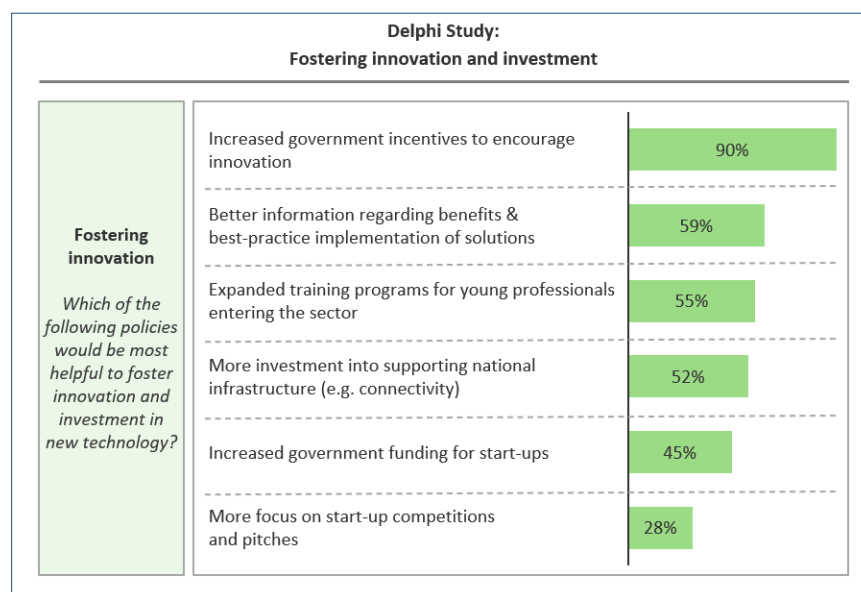 Delphi Study:
Fostering innovation and investment
Fostering
innovation
Which of the
following policies
would be most
helpful to foster
innovation and
investment in
new technology?
Increased government incentives to encourage
innovation
90%
Better information regarding benefits &
best-practice implementation of solutions
59%
Expanded training programs for young professionals
entering the sector
55%
More investment into supporting national
infrastructure (e.g. connectivity)
52%
Increased government funding for start-ups
45%
More focus on start-up competitions
and pitches
28%